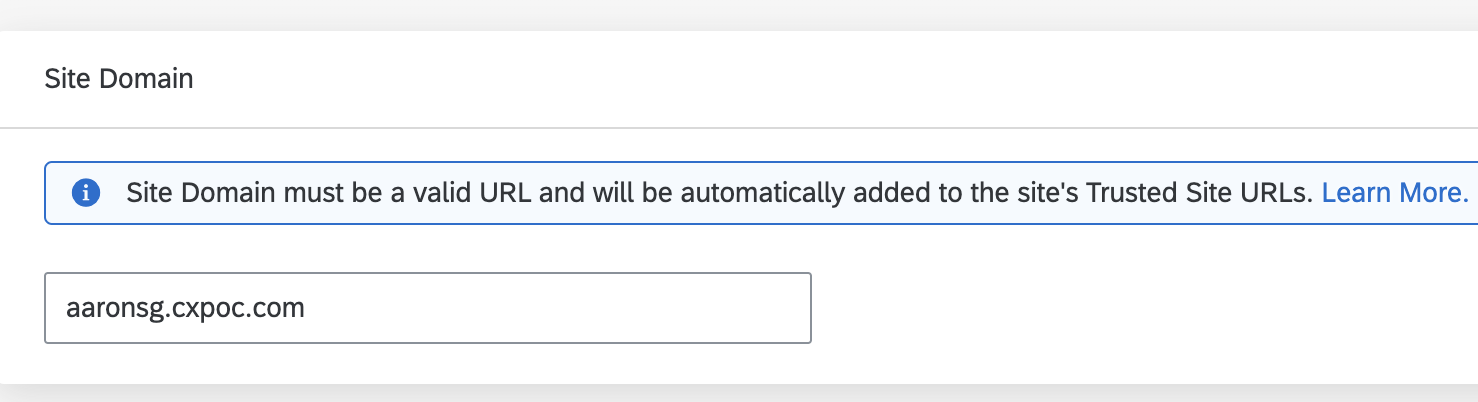 Site Domain
Site Domain must be a valid URL and will be automatically added to the site's Trusted Site URLs. Learn More.
aaronsg.cxpoc.com